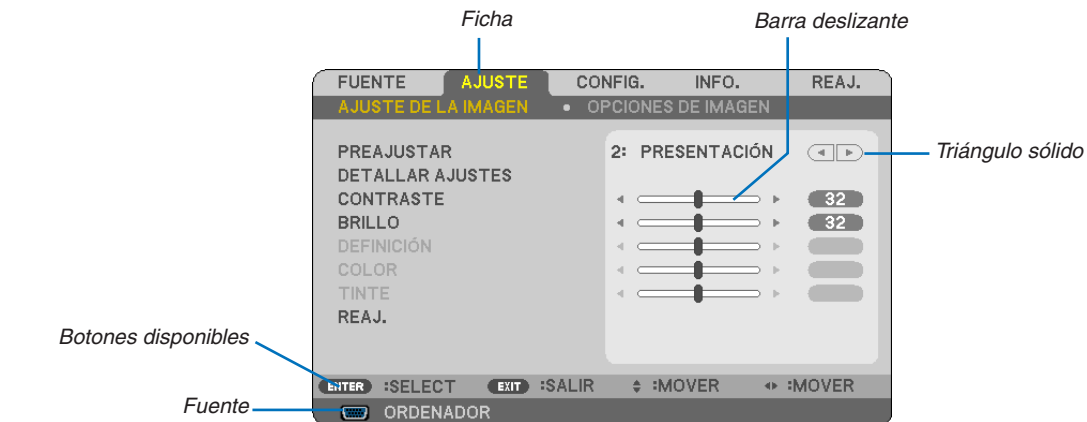 Ficha Barra deslizante
FUENTE AJUSTE CONFIG. INFO. REAJ.
AJUSTE DE LA IMAGEN • OPCIONES DE IMAGEN
PREAJUSTAR 2: PRESENTACIÓN Triángulo sólido
DETALLAR AJUSTES
CONTRASTE 32
BRILLO 32
DEFINICIÓN
COLOR
TINTE
REAJ.
Botones disponibles
ENTER :SELECT EXIT :SALIR :MOVER :MOVER
Fuente ORDENADOR